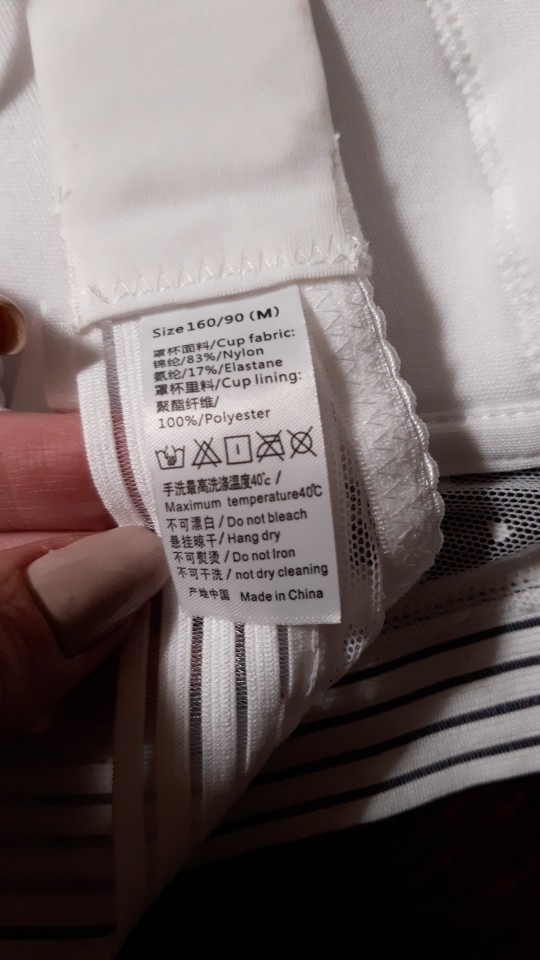 Size 160/90 (M)
罩杯面料/Cup fabric:
锦纶/83%/Nylon
氨纶/17%/Elastane
罩杯里料/Cup lining:
聚酯纤维/
100%/Polyester
手洗最高洗涤温度40℃/
Maximum temperature40℃
不可漂白/Do not bleach
悬挂晾干/Hang dry
不可熨烫/Do not Iron
不可干洗/not dry cleaning
产地中国 Made in China